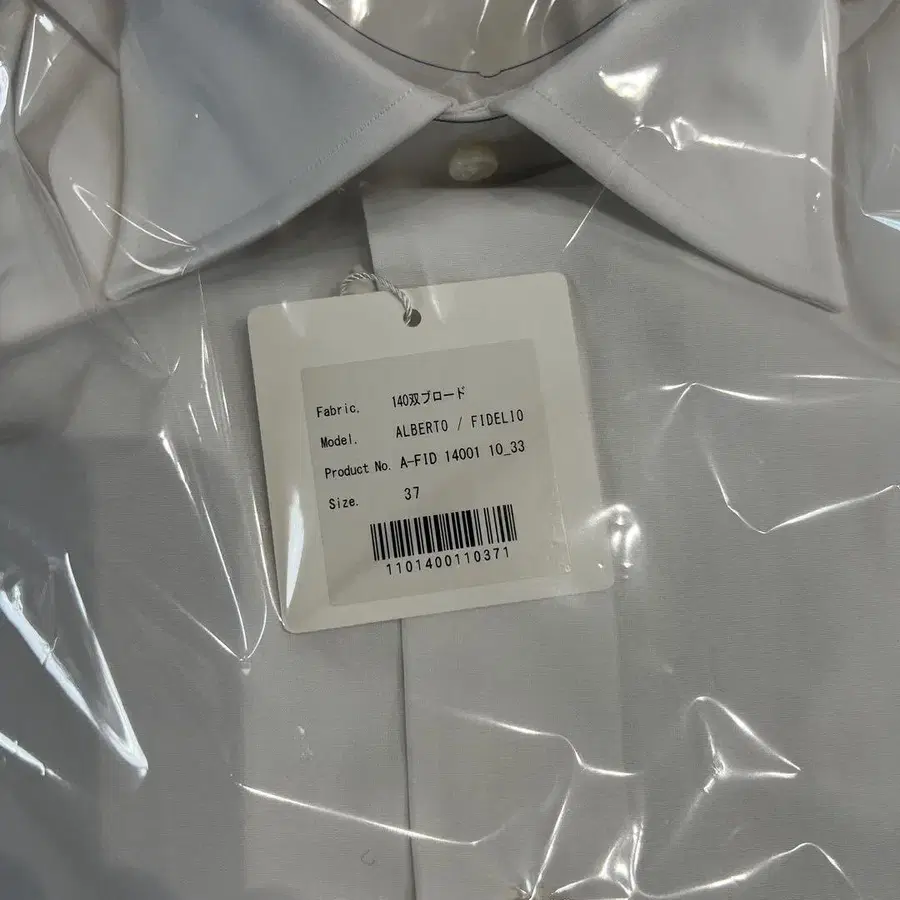 Fabric. 140双ブロード
Model. ALBERTO / FIDELIO
Product No. A-FID 14001 10_33
Size. 37
1101400110371